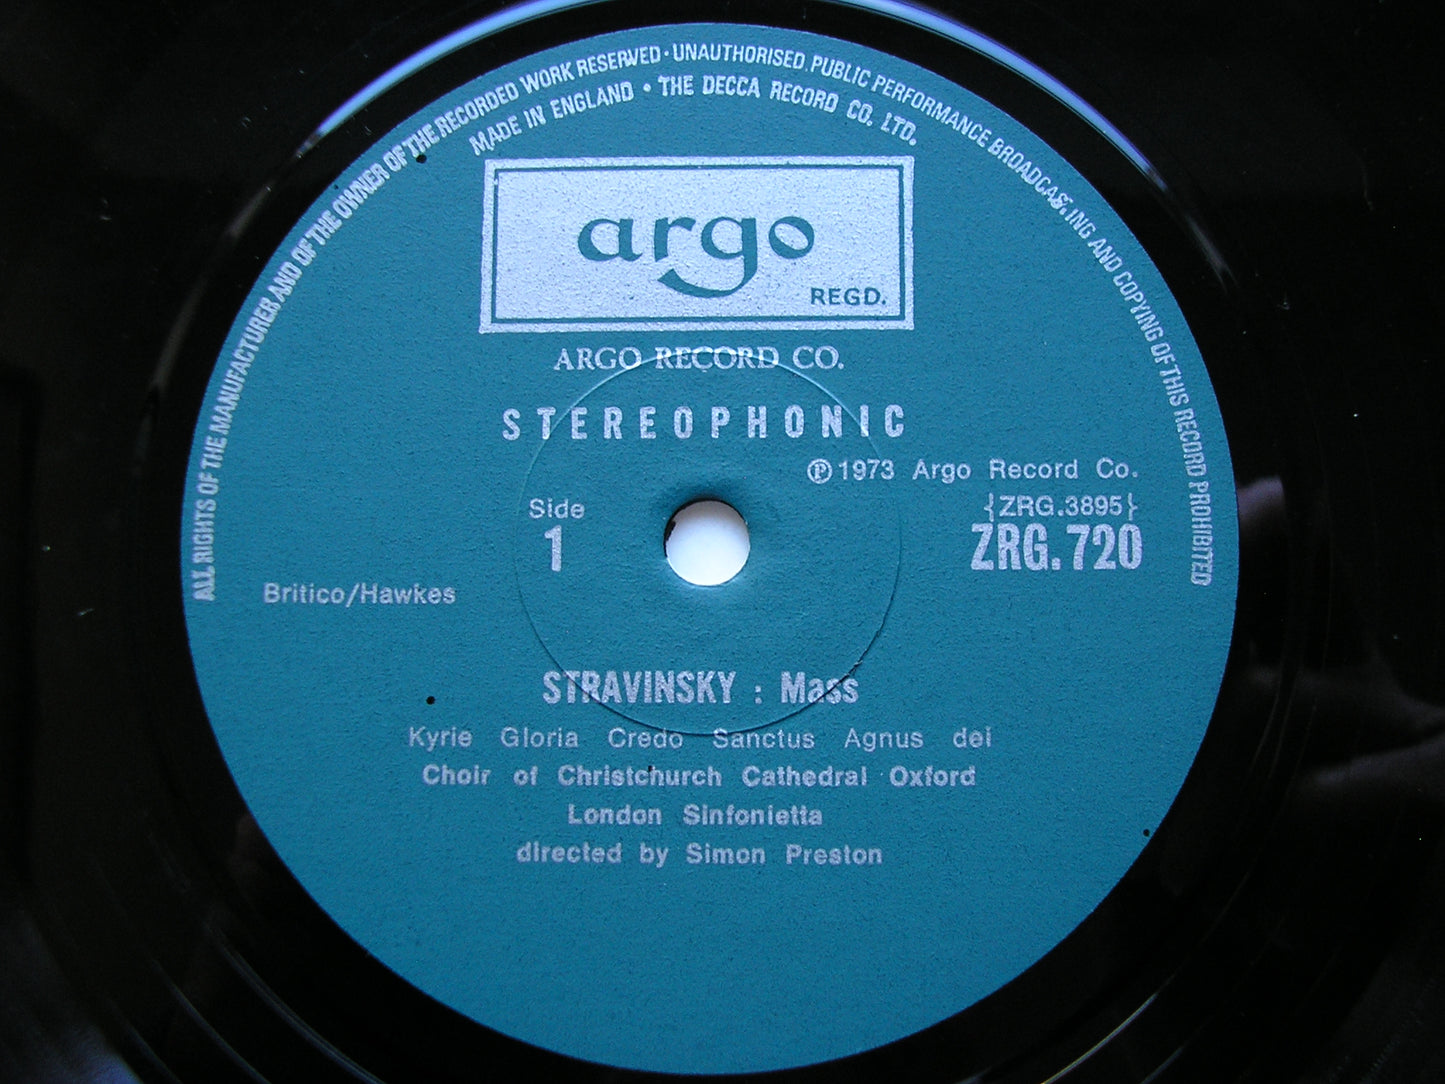 ALL RIGHTS OF THE MANUFACTURER AND OF THE OWNER OF THE RECORDED WORK RESERVED · UNAUTHORISED PUBLIC PERFORMANCE BROADCASTING AND COPYING OF THIS RECORD PROHIBITED
MADE IN ENGLAND • THE DECCA RECORD CO. LTD.
argo
REGD.
ARGO RECORD CO.
STEREOPHONIC
℗ 1973 Argo Record Co.
Side
{ZRG.3895}
1
ZRG.720
Britico/Hawkes
STRAVINSKY : Mass
Kyrie Gloria Credo Sanctus Agnus dei
Choir of Christchurch Cathedral Oxford
London Sinfonietta
directed by Simon Preston